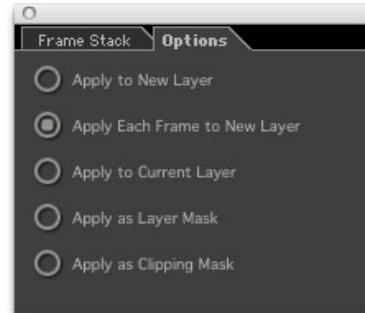 Frame Stack Options
Apply to New Layer
Apply Each Frame to New Layer
Apply to Current Layer
Apply as Layer Mask
Apply as Clipping Mask